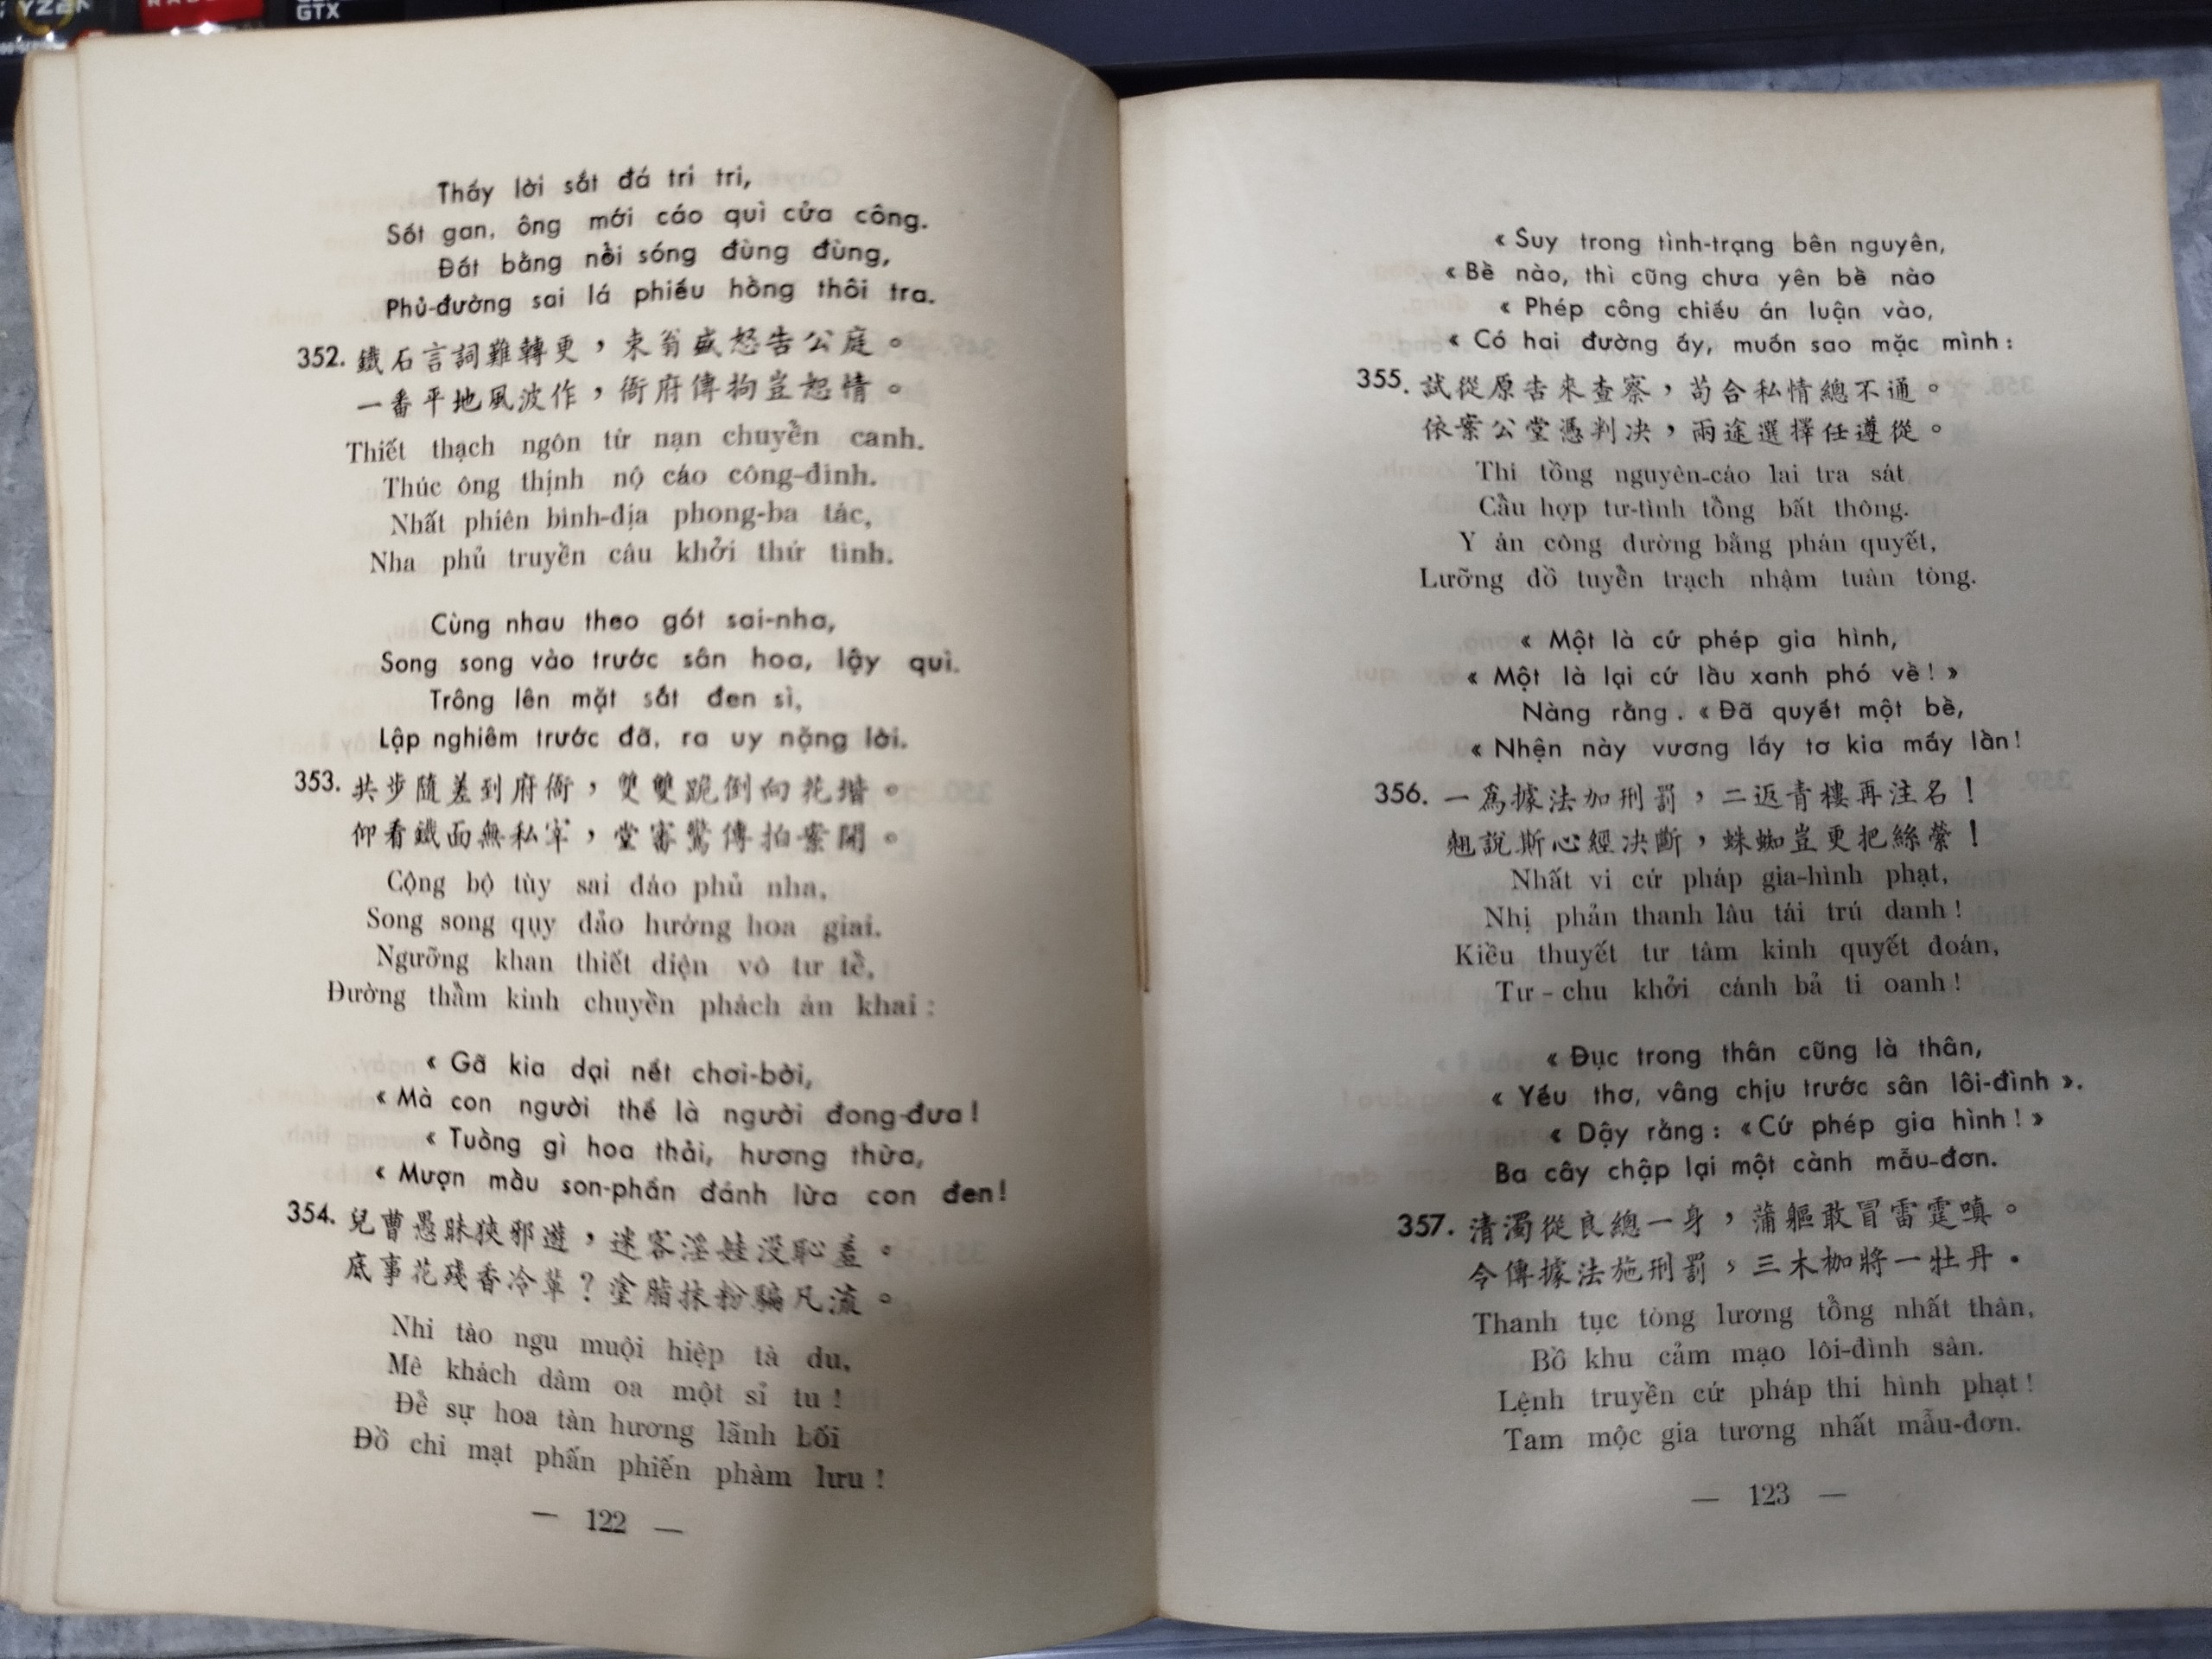 RADEON
GTX
Thấy lời sắt đá tri tri,
Sốt gan, ông mới cáo quì cửa công.
Đất bằng nổi sóng đùng đùng,
Phủ-đường sai lá phiếu hồng thôi tra.
352. 鐵石言詞難轉更，束翁盛怒告公庭。
一番平地風波作，衙府傳拘豈恕情。
Thiết thạch ngôn từ nạn chuyển canh.
Thúc ông thịnh nộ cáo công-đình.
Nhất phiên bình-địa phong-ba tác,
Nha phủ truyền câu khởi thứ tình.
Cùng nhau theo gót sai-nha,
Song song vào trước sân hoa, lậy quì.
Trông lên mặt sắt đen sì,
Lập nghiêm trước đã, ra uy nặng lời.
353. 共步隨差到府衙，雙雙跪倒向花堦。
仰看鐵面無私宰，堂審驚傳拍案開。
Cộng bộ tùy sai đáo phủ nha,
Song song quy đảo hướng hoa giai.
Ngưỡng khan thiết diện vô tư tể,
Đường thẩm kinh chuyền phách án khai :
« Gã kia dại nết chơi-bời,
« Mà con người thế là người đong-đưa !
« Tuồng gì hoa thải, hương thừa,
« Mượn mầu son-phấn đánh lừa con đen !
354. 兒曹愚昧狹邪遊，迷客淫娃没恥羞。
底事花殘香冷輩？塗脂抹粉騙凡流。
Nhi tào ngu muội hiệp tà du,
Mê khách dâm oa một sỉ tu !
Đề sự hoa tàn hương lãnh bối
Đồ chi mạt phấn phiến phàm lưu !
— 122 —
« Suy trong tình-trạng bên nguyên,
« Bề nào, thì cũng chưa yên bề nào
« Phép công chiếu án luận vào,
« Có hai đường ấy, muốn sao mặc mình :
355. 試從原告來查察，苟合私情總不通。
依案公堂憑判决，兩途選擇任遵從。
Thí tồng nguyên-cáo lai tra sát
Cẩu hợp tư-tình tổng bất thông.
Y án công đường bằng phán quyết,
Lưỡng đồ tuyển trạch nhậm tuân tòng.
« Một là cứ phép gia hình,
« Một là lại cứ lầu xanh phó về ! »
Nàng rằng . « Đã quyết một bề,
« Nhện này vương lấy tơ kia mấy lần !
356. 一爲據法加刑罰，二返青樓再注名！
翹說斯心經决斷，蛛蜘豈更把絲縈！
Nhất vi cứ pháp gia-hình phạt,
Nhị phản thanh lâu tái trú danh !
Kiều thuyết tư tâm kinh quyết đoán,
Tư - chu khởi cánh bả ti oanh !
« Đục trong thân cũng là thân,
« Yếu thơ, vâng chịu trước sân lôi-đình ».
« Dậy rằng : « Cứ phép gia hình ! »
Ba cây chập lại một cành mẫu-đơn.
357. 清濁從良總一身，蒲軀敢冒雷霆嗔。
令傳據法施刑罰，三木枷將一牡丹.
Thanh tục tòng lương tổng nhất thân,
Bồ khu cảm mạo lôi-đình sân.
Lệnh truyền cứ pháp thi hình phạt !
Tam mộc gia tương nhất mẫu-đơn.
— 123 —